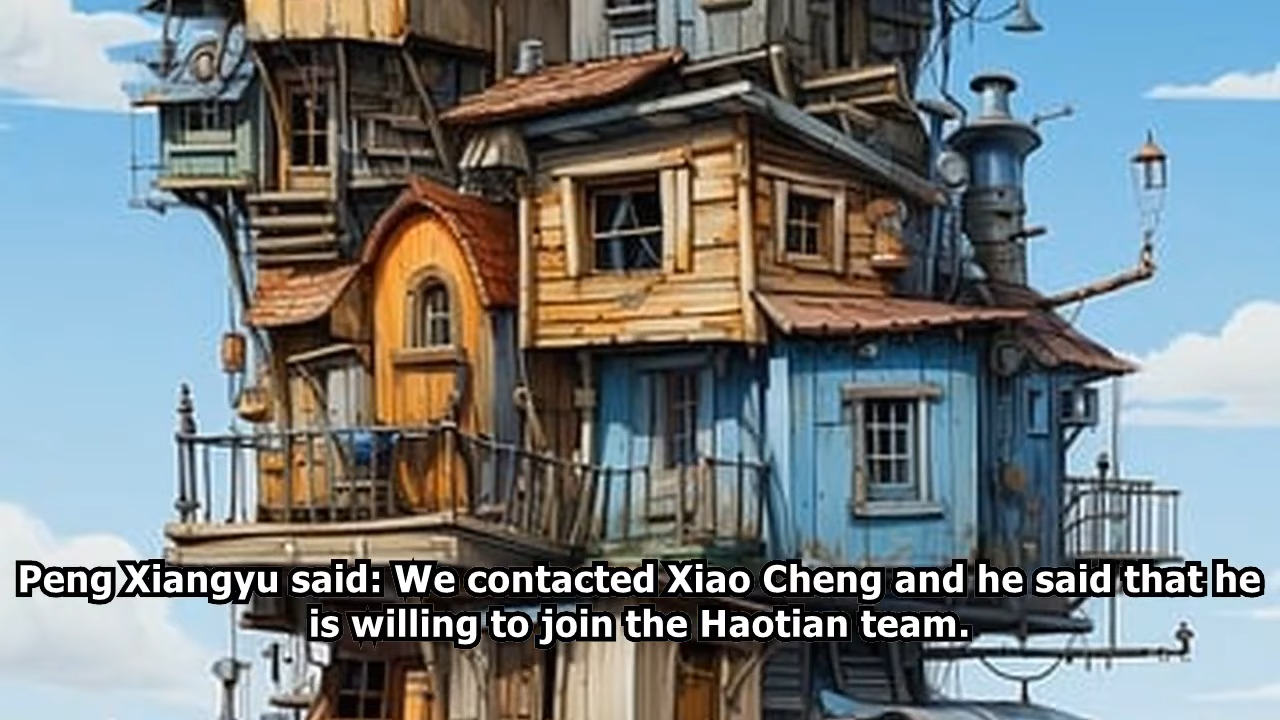 Peng Xiangyu said: We contacted Xiao Cheng and he said that he
is willing to join the Haotian team.